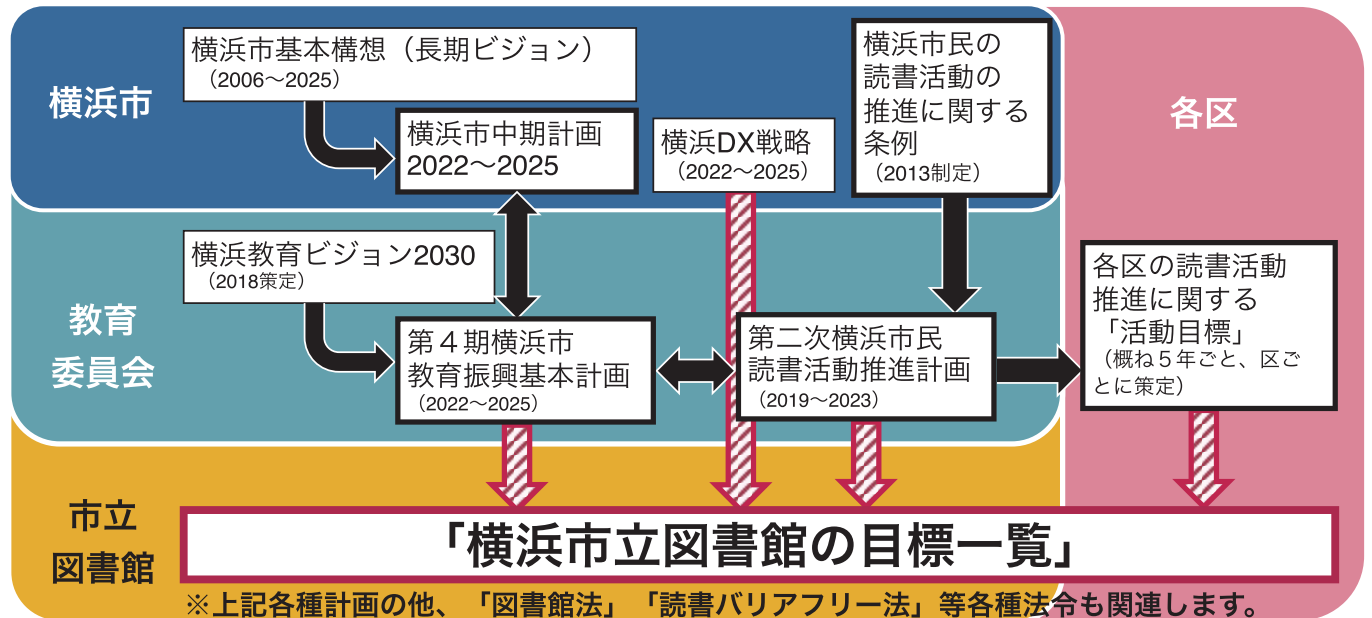 横浜市
横浜市基本構想（長期ビジョン）
（2006〜2025）
横浜市中期計画
2022〜2025
横浜DX戦略
（2022〜2025）
横浜市民の
読書活動の
推進に関する
条例
（2013制定）
各区
教育
委員会
横浜教育ビジョン2030
（2018策定）
第４期横浜市
教育振興基本計画
（2022〜2025）
第二次横浜市民
読書活動推進計画
（2019〜2023）
各区の読書活動
推進に関する
「活動目標」
（概ね５年ごと、区ご
とに策定）
市立
図書館
「横浜市立図書館の目標一覧」
※上記各種計画の他、「図書館法」「読書バリアフリー法」等各種法令も関連します。